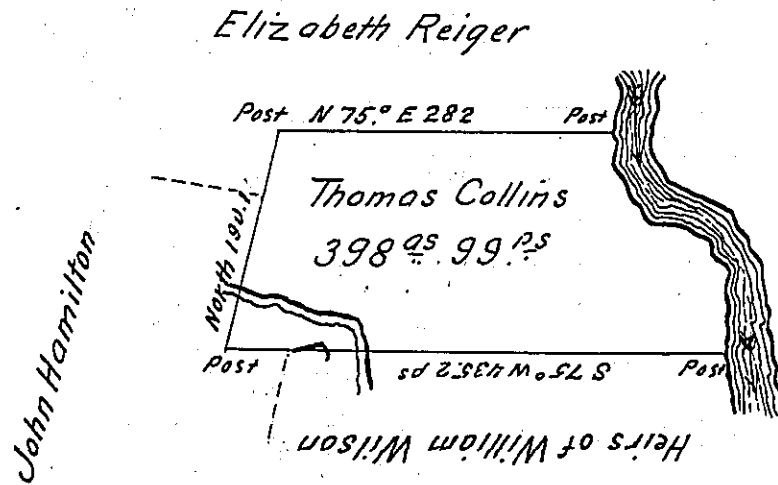 Elizabeth Reiger
Post N 75.° E 282 Post
Thomas Collins
398 as. 99. ps
North 190.1
John Hamilton
Post S 75° W 435.2 ps Post
Heirs of William Wilson